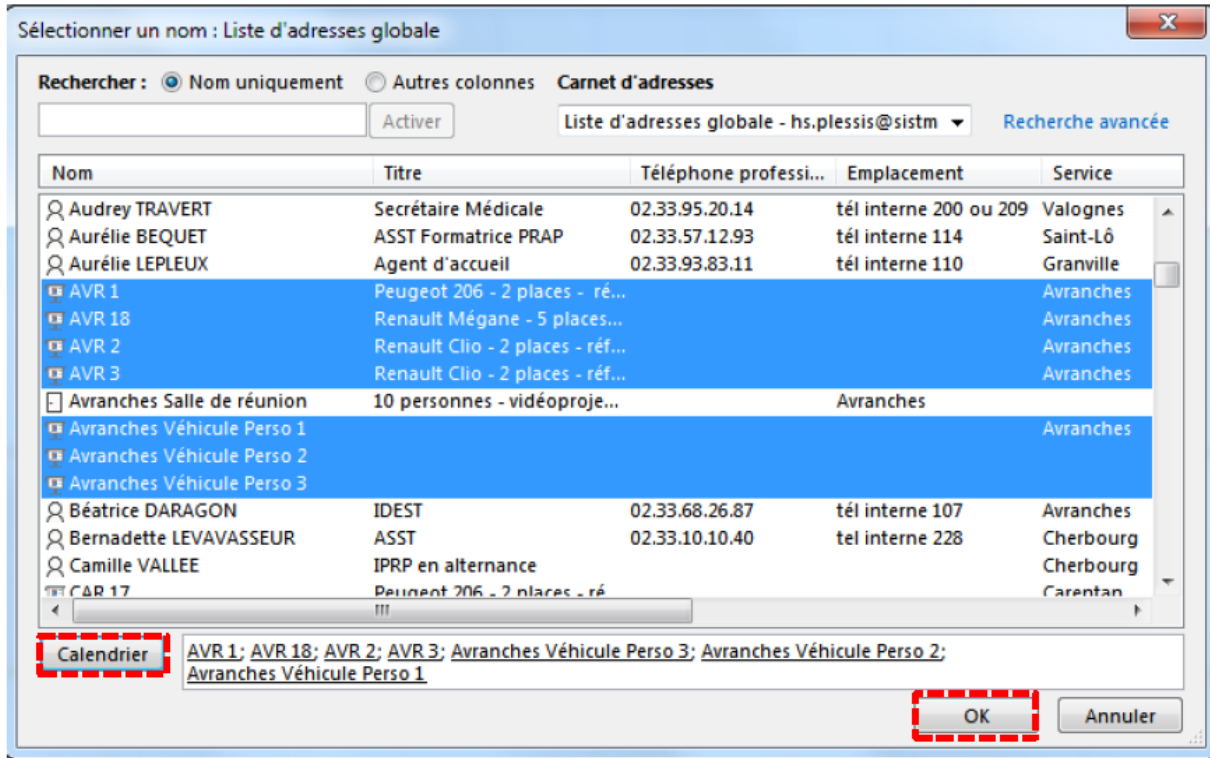 Sélectionner un nom : Liste d'adresses globale
Rechercher : Nom uniquement Autres colonnes Carnet d'adresses
Activer Liste d'adresses globale - hs.plessis@sistm Recherche avancée
Nom Titre Téléphone professi... Emplacement Service
Audrey TRAVERT Secrétaire Médicale 02.33.95.20.14 tél interne 200 ou 209 Valognes
Aurélie BEQUET ASST Formatrice PRAP 02.33.57.12.93 tél interne 114 Saint-Lô
Aurélie LEPLEUX Agent d'accueil 02.33.93.83.11 tél interne 110 Granville
AVR 1 Peugeot 206 - 2 places - ré... Avranches
AVR 18 Renault Mégane - 5 places... Avranches
AVR 2 Renault Clio - 2 places - réf... Avranches
AVR 3 Renault Clio - 2 places - réf... Avranches
Avranches Salle de réunion 10 personnes - vidéoproje... Avranches
Avranches Véhicule Perso 1 Avranches
Avranches Véhicule Perso 2
Avranches Véhicule Perso 3
Béatrice DARAGON IDEST 02.33.68.26.87 tél interne 107 Avranches
Bernadette LEVAVASSEUR ASST 02.33.10.10.40 tel interne 228 Cherbourg
Camille VALLEE IPRP en alternance Cherbourg
CAR 17 Peugeot 206 - 2 places - ré Carentan
Calendrier AVR 1; AVR 18; AVR 2; AVR 3; Avranches Véhicule Perso 3; Avranches Véhicule Perso 2;
Avranches Véhicule Perso 1
OK Annuler